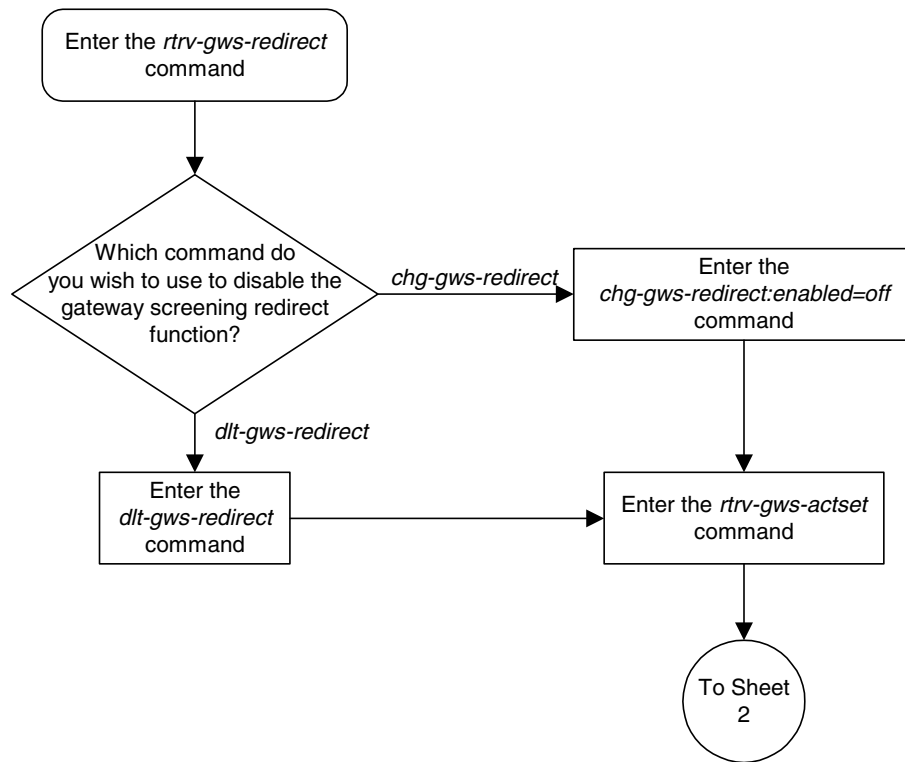 Enter the rtrv-gws-redirect
command
Which command do
you wish to use to disable the
gateway screening redirect
function?
chg-gws-redirect
Enter the
chg-gws-redirect:enabled=off
command
dlt-gws-redirect
Enter the
dlt-gws-redirect
command
Enter the rtrv-gws-actset
command
To Sheet
2